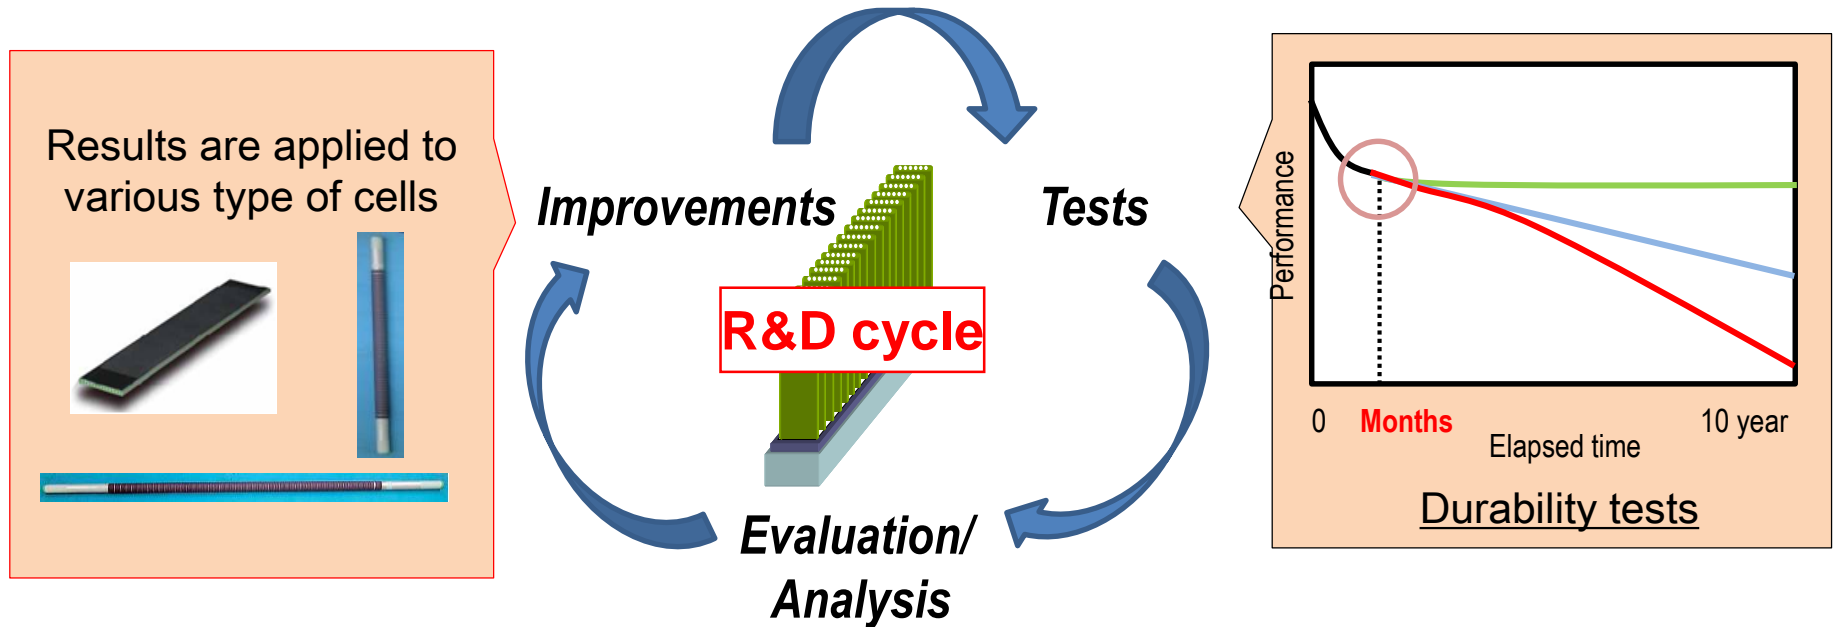 Results are applied to
various type of cells
Improvements
Tests
R&D cycle
Evaluation/
Analysis
Performance
0
Months
10 year
Elapsed time
Durability tests